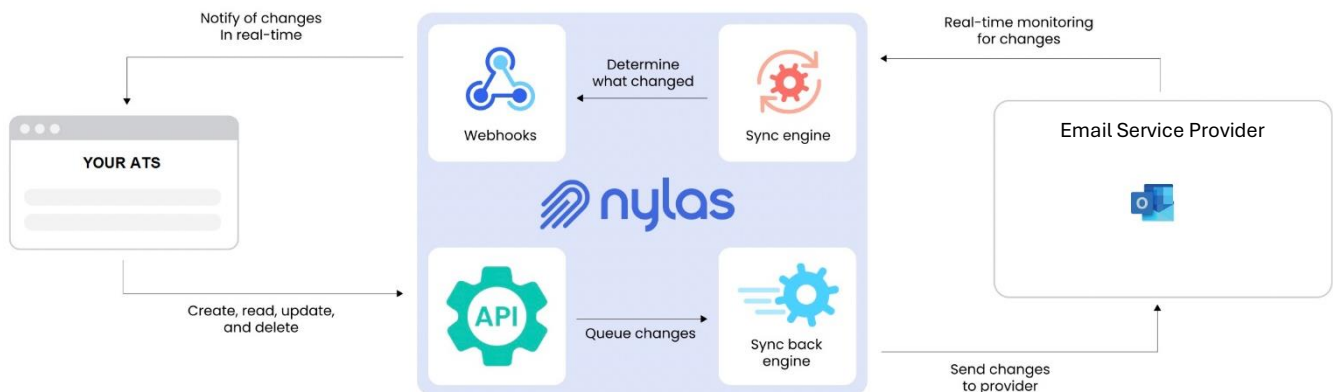 Notify of changes
In real-time
Real-time monitoring
for changes
Determine
what changed
Webhooks
Sync engine
Email Service Provider
YOUR ATS
O
nylas
API
Create, read, update,
and delete
Queue changes
Sync back
engine
Send changes
to provider